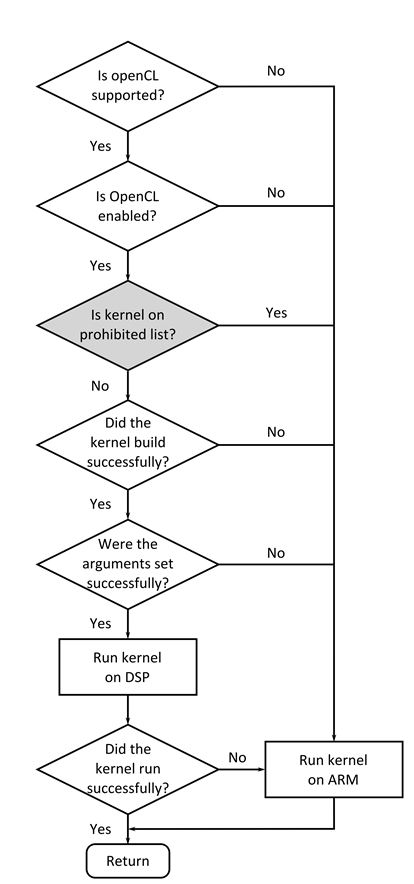 Is openCL
supported?
No
Yes
Is OpenCL
enabled?
No
Yes
Is kernel on
prohibited list?
Yes
No
Did the
kernel build
successfully?
No
Yes
Were the
arguments set
successfully?
No
Yes
Run kernel
on DSP
Did the
kernel run
successfully?
No
Run kernel
on ARM
Yes
Return